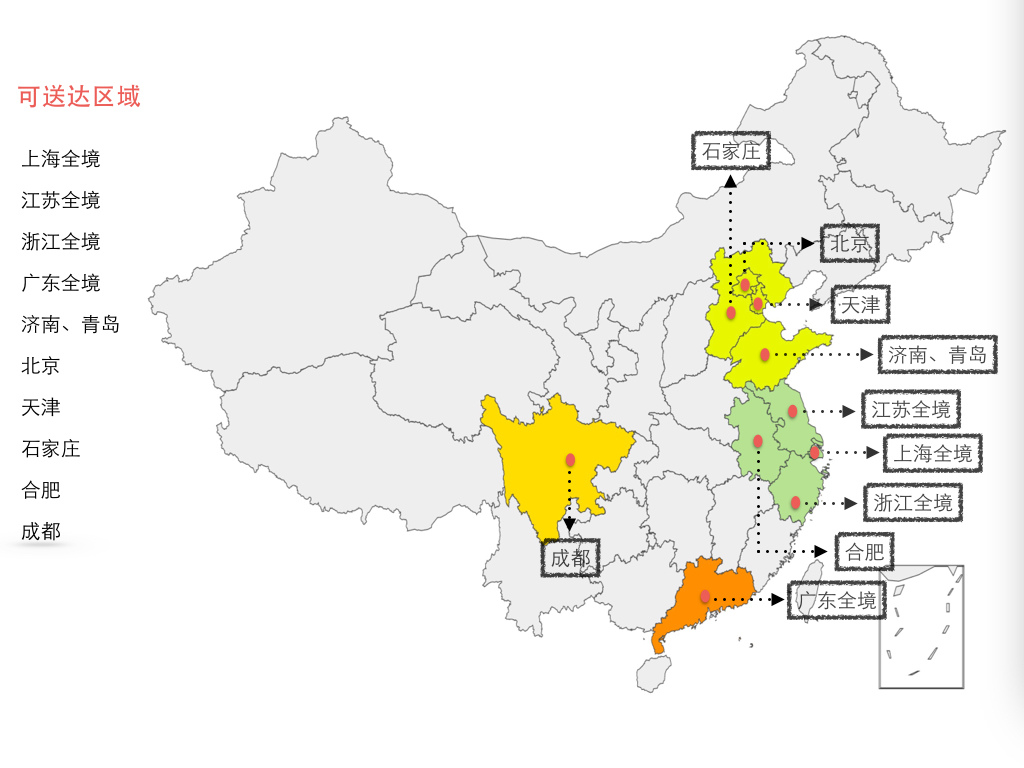 可送达区域
上海全境
江苏全境
浙江全境
广东全境
济南、青岛
北京
天津
石家庄
合肥
成都
石家庄
北京
天津
济南、青岛
江苏全境
上海全境
浙江全境
合肥
成都
广东全境